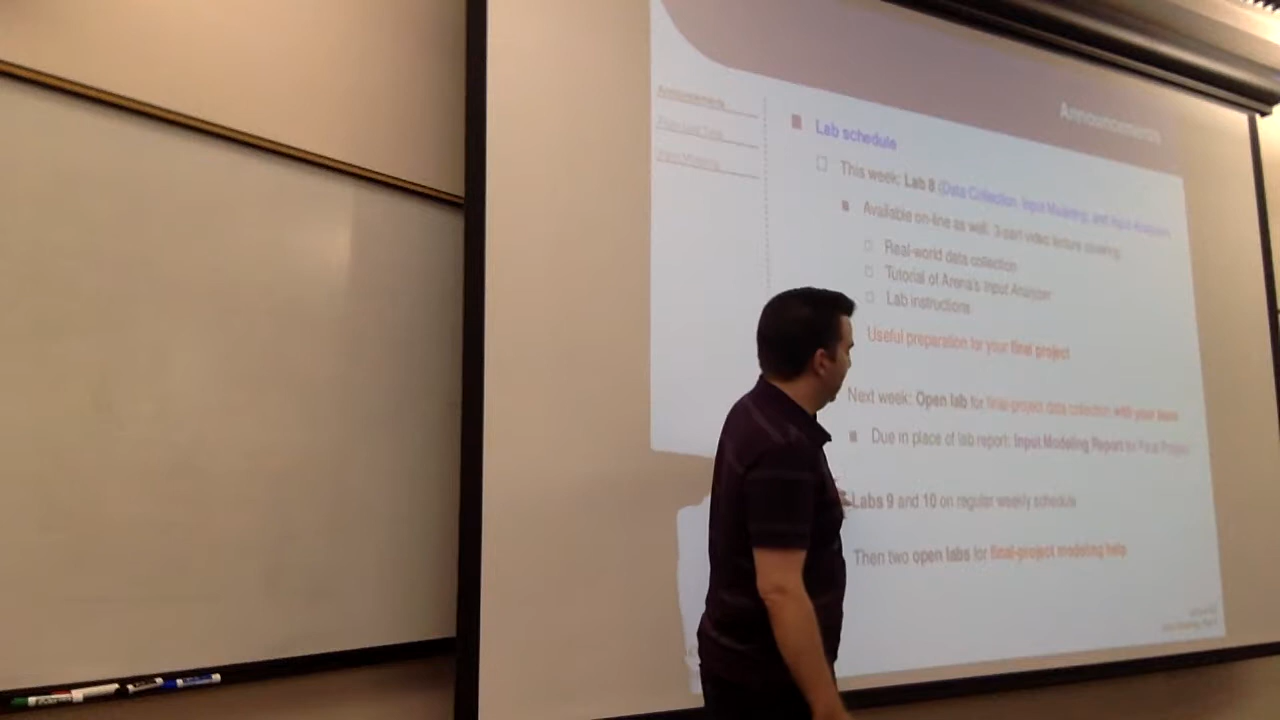 Announcements
Announcements
Input Modeling
Lab schedule
This week: Lab 8 (Data Collection, Input Modeling, and Input Analysis)
Available on-line as well: 3-part video lecture covering:
Real-world data collection
Tutorial of Arena's Input Analyzer
Lab instructions
Useful preparation for your final project
Next week: Open lab for final-project data collection with your team
Due in place of lab report: Input Modeling Report for Final Project
Labs 9 and 10 on regular weekly schedule
Then two open labs for final-project modeling help